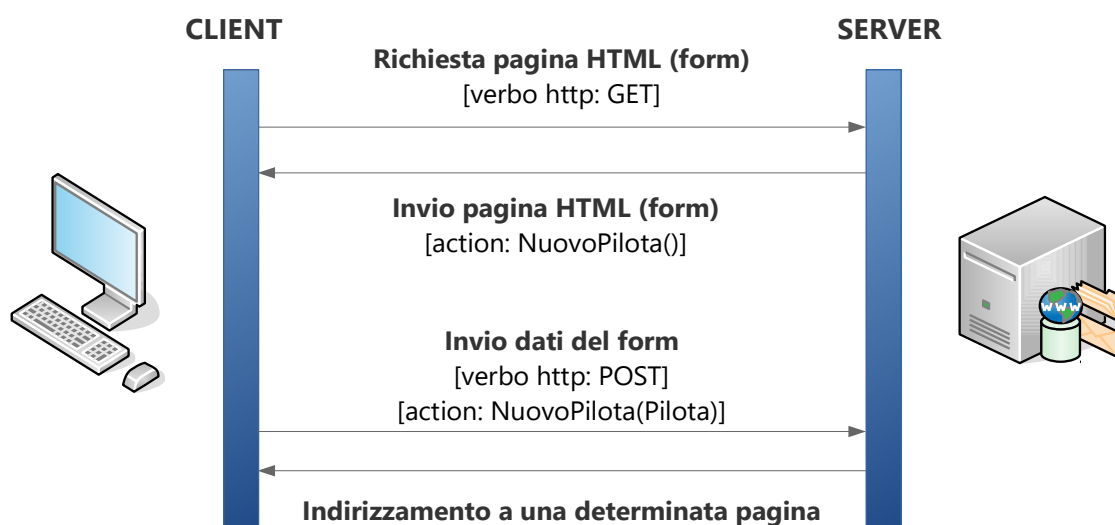 CLIENT
SERVER
Richiesta pagina HTML (form)
[verbo http: GET]
Invio pagina HTML (form)
[action: NuovoPilota()]
www
Invio dati del form
[verbo http: POST]
[action: NuovoPilota(Pilota)]
Indirizzamento a una determinata pagina